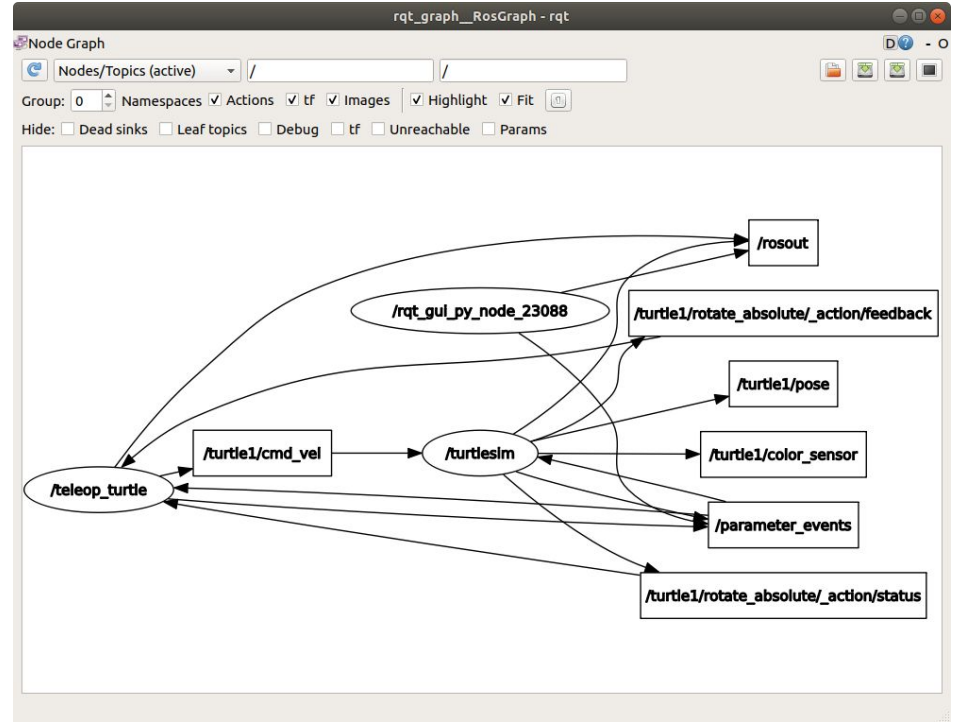 rqt_graph__RosGraph - rqt
Node Graph
D
- O
Nodes/Topics (active)
/
/
Group: 0 Namespaces Actions tf Images Highlight Fit
Hide: Dead sinks Leaf topics Debug tf Unreachable Params
/rosout
/rqt_gui_py_node_23088
/turtle1/rotate_absolute/_action/feedback
/turtle1/pose
/turtle1/cmd_vel
/turtlesim
/turtle1/color_sensor
/teleop_turtle
/parameter_events
/turtle1/rotate_absolute/_action/status